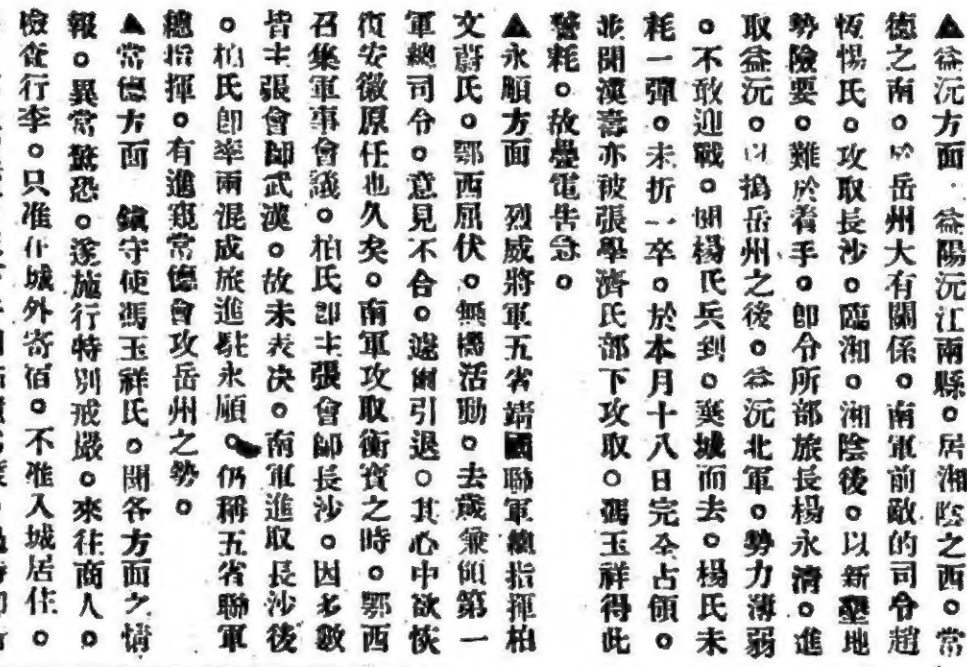 ▲益沅方面　益陽沅江兩縣。居湘陰之西。常
德之南。於岳州大有關係。南軍前敵的司令趙
恆惕氏。攻取長沙。臨湘。湘陰後。以新墾地
勢險要。難於着手。卽令所部旅長楊永清。進
取益沅。以搗岳州之後。益沅北軍。勢力薄弱
。不敢迎戰。聞楊氏兵到。棄城而去。楊氏未
耗一彈。未折一卒。於本月十八日完全占領。
並聞漢壽亦被張學濟氏部下攻取。馮玉祥得此
警耗。故疊電告急。
▲永順方面　烈威將軍五省靖國聯軍總指揮柏
文蔚氏。鄂西屈伏。無機活動。去歲兼領第一
軍總司令。意見不合。遽爾引退。其心中欲恢
復安徽原任也久矣。南軍攻取衡寶之時。鄂西
召集軍事會議。柏氏卽主張會師長沙。因多數
皆主張會師武漢。故未表决。南軍進取長沙後
。柏氏卽率兩混成旅進駐永順。仍稱五省聯軍
總指揮。有進窺常德會攻岳州之勢。
▲常德方面　鎮守使馮玉祥氏。聞各方面之情
報。異常驚恐。遂施行特別戒嚴。來往商人。
檢查行李。只准在城外寄宿。不准入城居住。